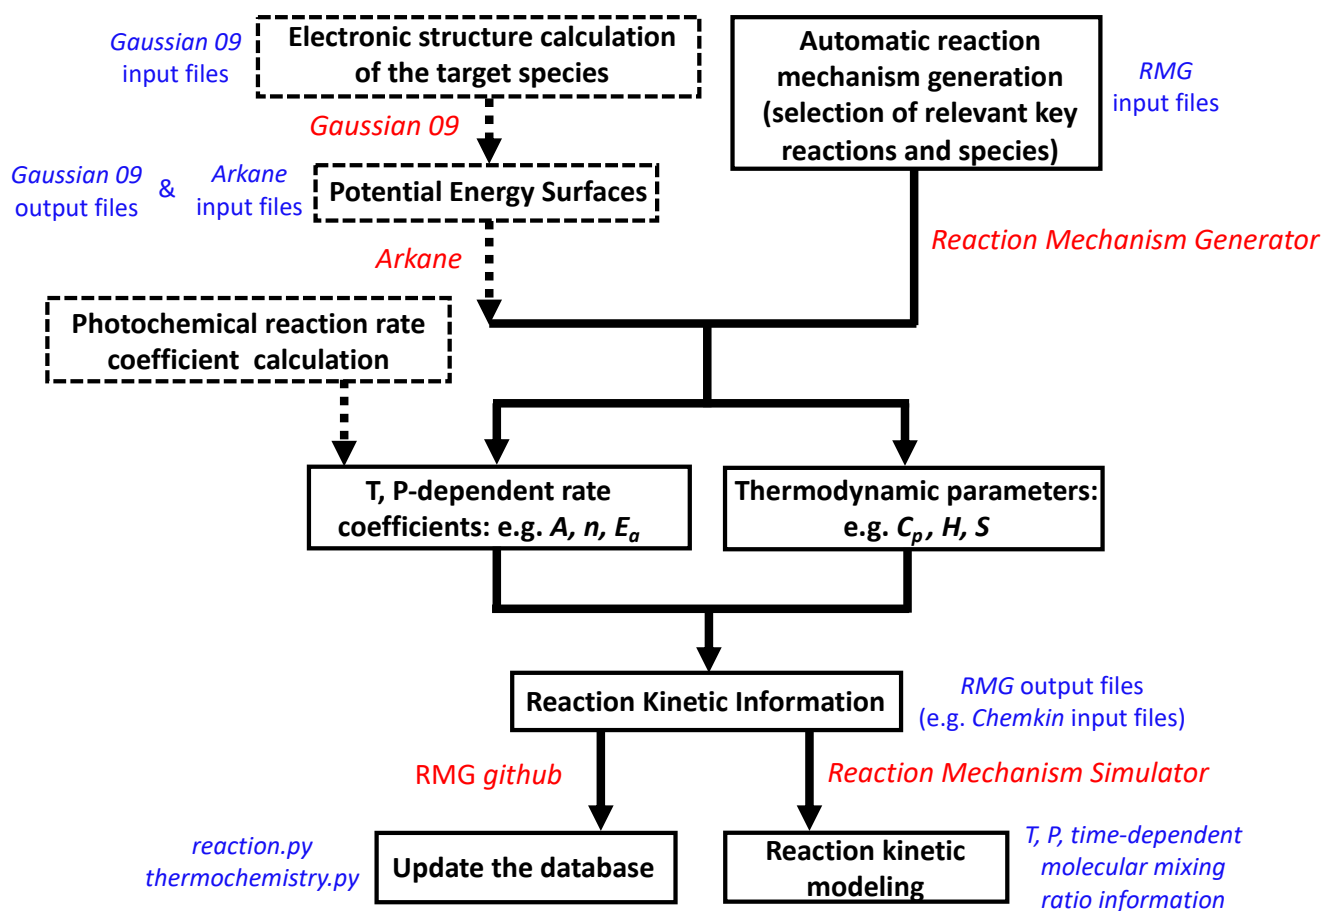 Gaussian 09
input files
Electronic structure calculation
of the target species
Automatic reaction
mechanism generation
(selection of relevant key
reactions and species)
RMG
input files
Gaussian 09
Gaussian 09
output files
&
Arkane
input files
Potential Energy Surfaces
Reaction Mechanism Generator
Arkane
Photochemical reaction rate
coefficient calculation
T, P-dependent rate
coefficients: e.g. A, n, Ea
Thermodynamic parameters:
e.g. Cp, H, S
Reaction Kinetic Information
RMG output files
(e.g. Chemkin input files)
RMG github
Reaction Mechanism Simulator
reaction.py
thermochemistry.py
Update the database
Reaction kinetic
modeling
T, P, time-dependent
molecular mixing
ratio information